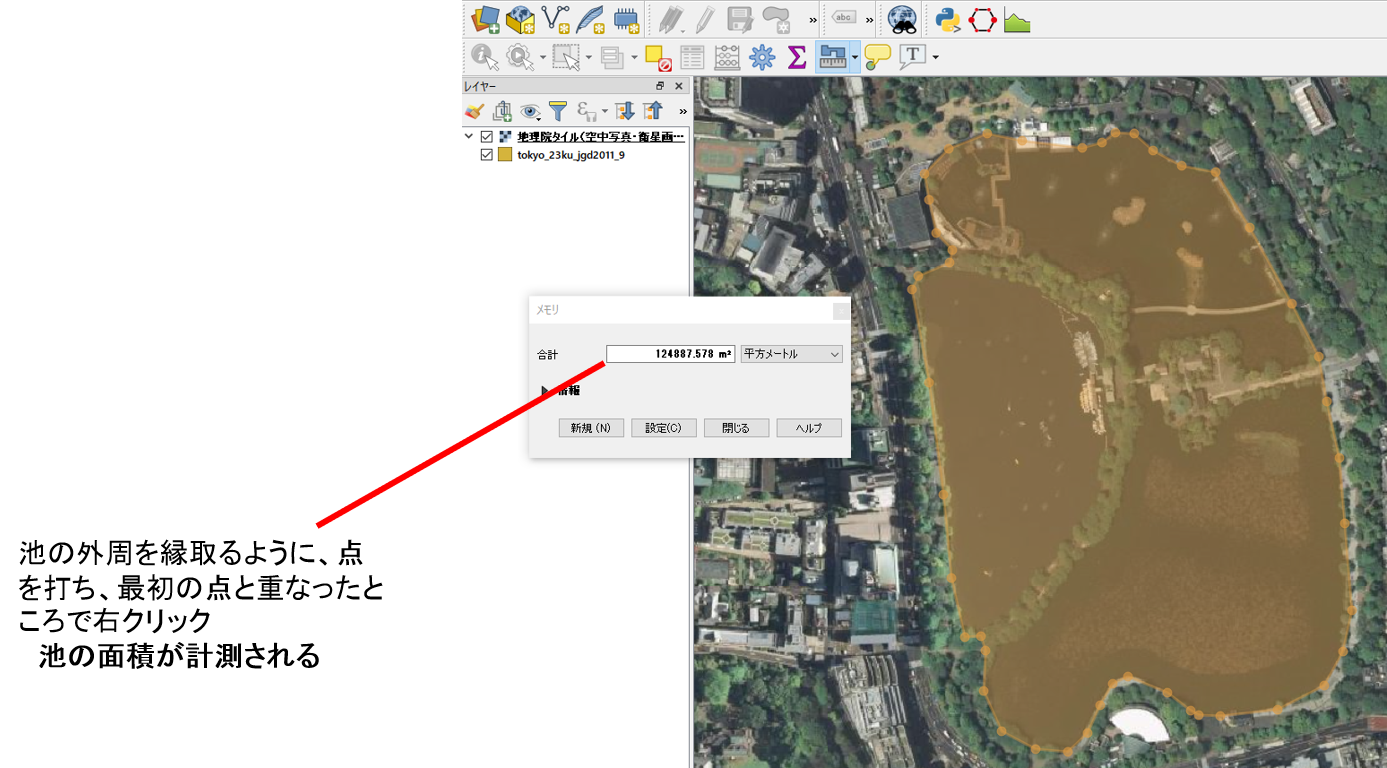 abc
T
レイヤー
地理院タイル(空中写真・衛星画…
tokyo_23ku_jgd2011_9
メモリ
合計
124887.578 m²
平方メートル
情報
新規 (N)
設定(C)
閉じる
ヘルプ
池の外周を縁取るように、点
を打ち、最初の点と重なったと
ころで右クリック
池の面積が計測される